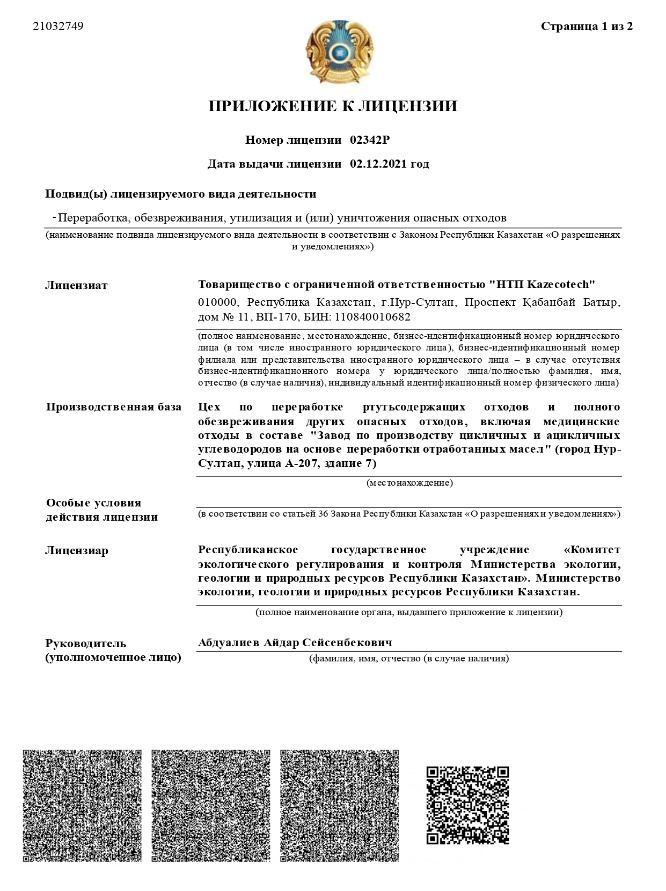 21032749
Страница 1 из 2
ПРИЛОЖЕНИЕ К ЛИЦЕНЗИИ
Номер лицензии 02342P
Дата выдачи лицензии 02.12.2021 год
Подвид(ы) лицензируемого вида деятельности
- Переработка, обезвреживания, утилизация и (или) уничтожения опасных отходов
(наименование подвида лицензируемого вида деятельности в соответствии с Законом Республики Казахстан «О разрешениях
и уведомлениях»)
Лицензиат
Товарищество с ограниченной ответственностью "НТП Kazecotech"
010000, Республика Казахстан, г.Нур-Султан, Проспект Қабанбай Батыр,
дом № 11, ВП-170, БИН: 110840010682
(полное наименование, местонахождение, бизнес-идентификационный номер юридического
лица (в том числе иностранного юридического лица), бизнес-идентификационный номер
филиала или представительства иностранного юридического лица – в случае отсутствия
бизнес-идентификационного номера у юридического лица/полностью фамилия, имя,
отчество (в случае наличия), индивидуальный идентификационный номер физического лица)
Производственная база
Цех по переработке ртутьсодержащих отходов и полного
обезвреживания других опасных отходов, включая медицинские
отходы в составе "Завод по производству цикличных и ацикличных
углеводородов на основе переработки отработанных масел" (город Нур-
Султан, улица А-207, здание 7)
(местонахождение)
Особые условия
действия лицензии
(в соответствии со статьей 36 Закона Республики Казахстан «О разрешениях и уведомлениях»)
Лицензиар
Республиканское государственное учреждение «Комитет
экологического регулирования и контроля Министерства экологии,
геологии и природных ресурсов Республики Казахстан». Министерство
экологии, геологии и природных ресурсов Республики Казахстан.
(полное наименование органа, выдавшего приложение к лицензии)
Руководитель
(уполномоченное лицо)
Абдуалиев Айдар Сейсенбекович
(фамилия, имя, отчество (в случае наличия)